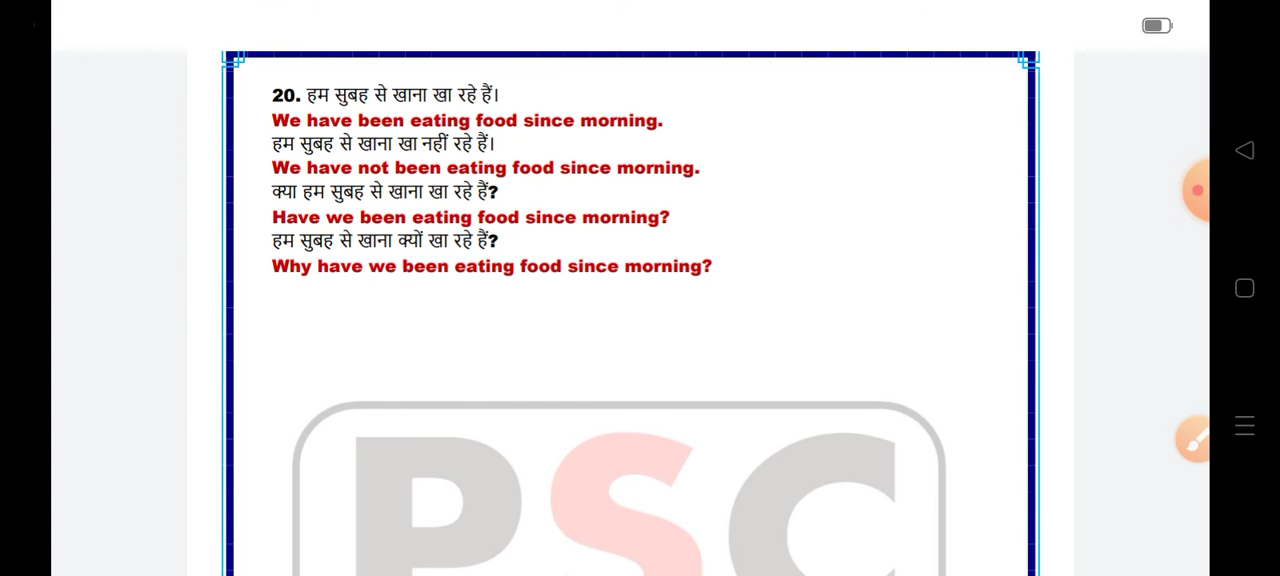 20. हम सुबह से खाना खा रहे हैं।
We have been eating food since morning.
हम सुबह से खाना खा नहीं रहे हैं।
We have not been eating food since morning.
क्या हम सुबह से खाना खा रहे हैं?
Have we been eating food since morning?
हम सुबह से खाना क्यों खा रहे हैं?
Why have we been eating food since morning?
PSC